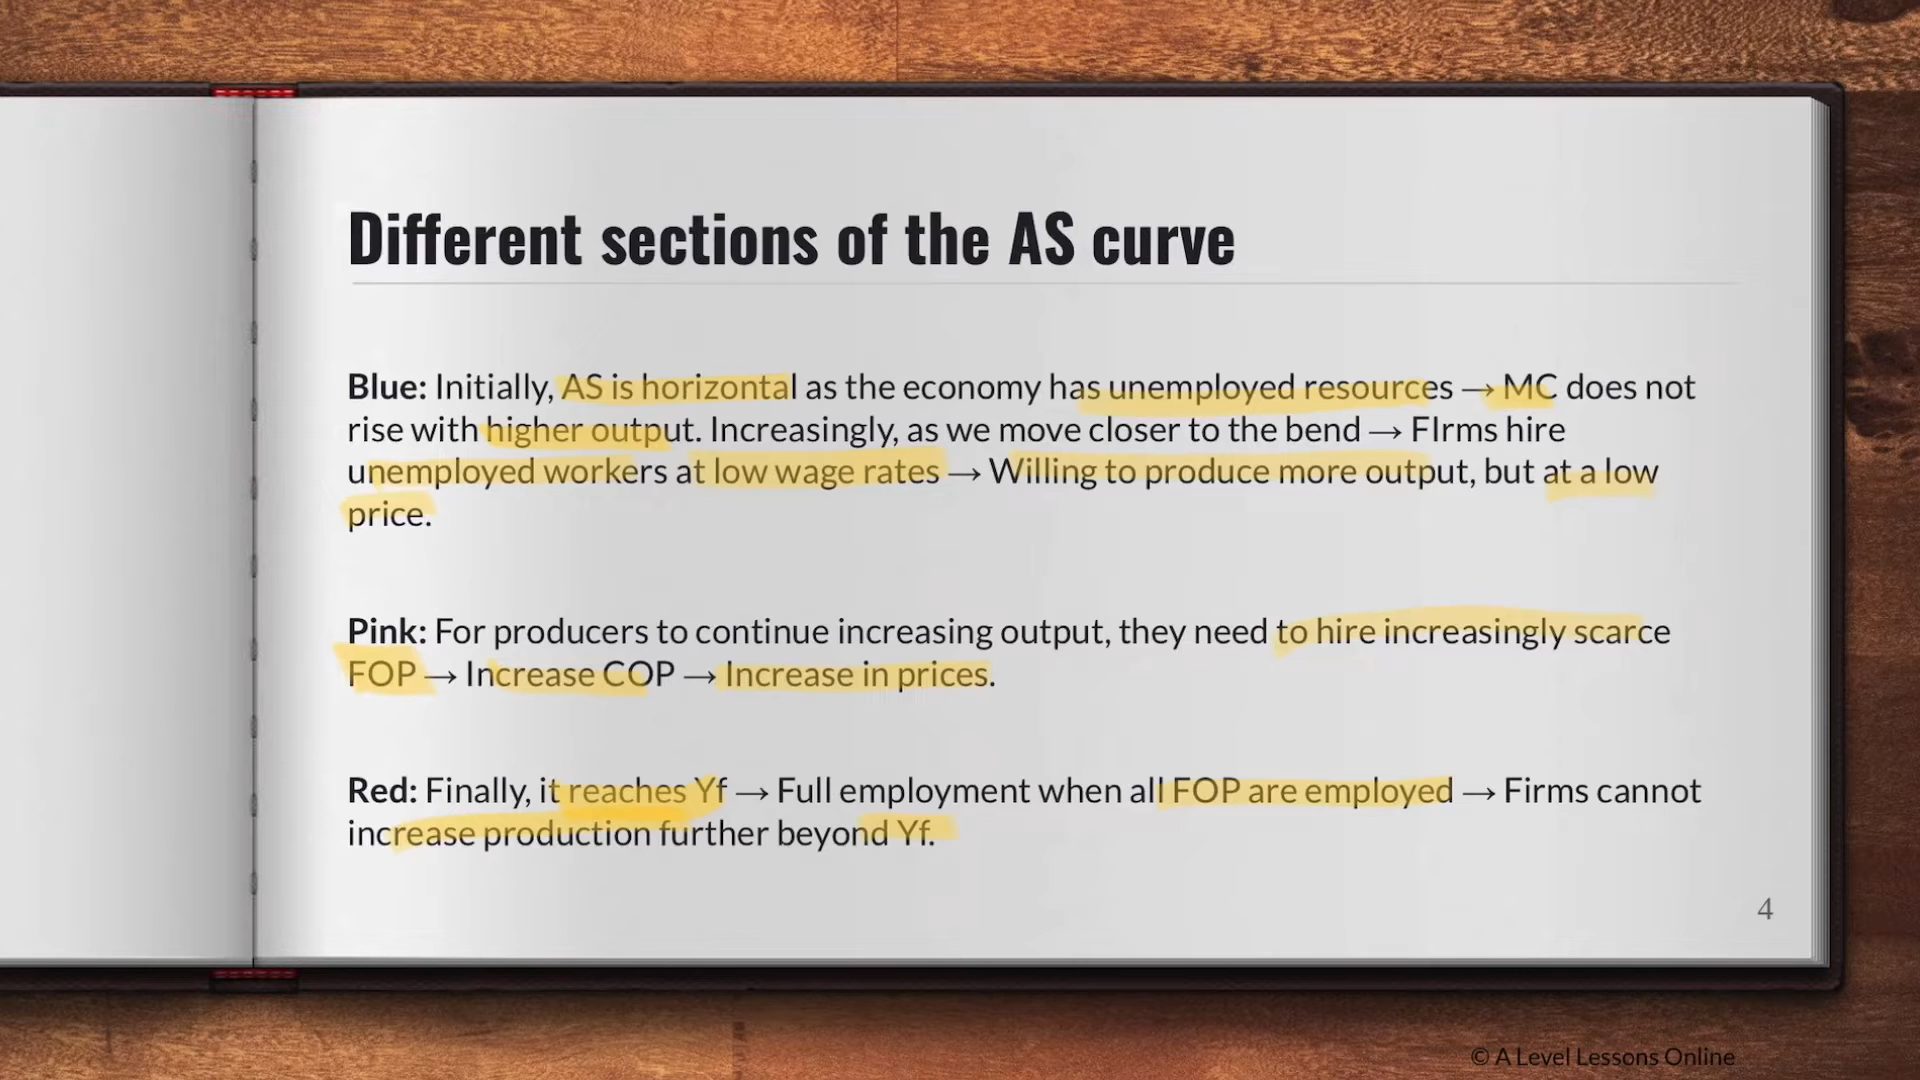 Different sections of the AS curve
Blue: Initially, AS is horizontal as the economy has unemployed resources → MC does not
rise with higher output. Increasingly, as we move closer to the bend → FIrms hire
unemployed workers at low wage rates → Willing to produce more output, but at a low
price.
Pink: For producers to continue increasing output, they need to hire increasingly scarce
FOP → Increase COP → Increase in prices.
Red: Finally, it reaches Yf → Full employment when all FOP are employed → Firms cannot
increase production further beyond Yf.
4
© A Level Lessons Online